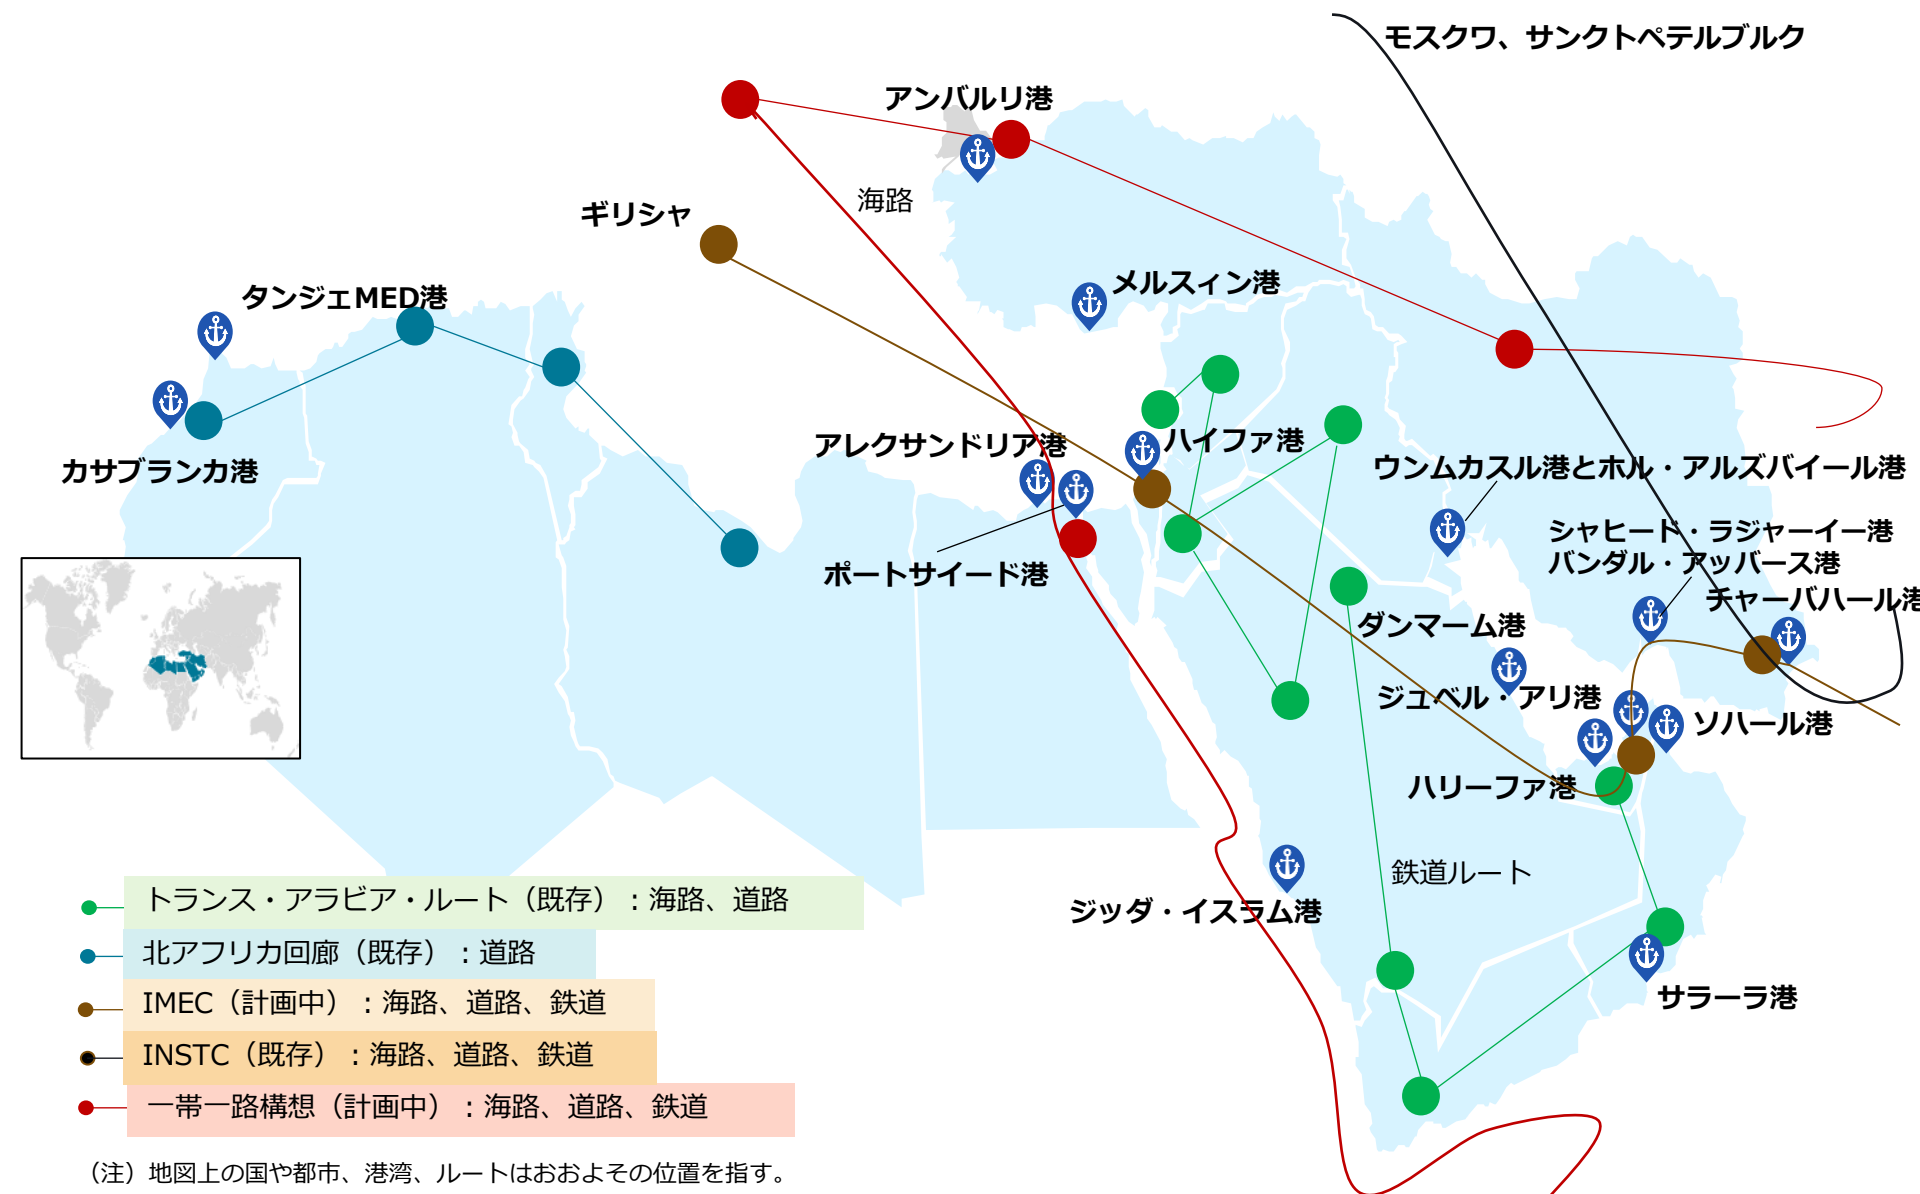 モスクワ、サンクトペテルブルク
アンバルリ港
海路
ギリシャ
メルスィン港
タンジェMED港
アレクサンドリア港
ハイファ港
カサブランカ港
ウンムカスル港とホル・アルズバイール港
シャヒード・ラジャーイー港
バンダル・アッバース港
ポートサイード港
チャーバハール港
ダンマーム港
ジュベル・アリ港
ソハール港
ハリーファ港
鉄道ルート
ジッダ・イスラム港
サラーラ港
トランス・アラビア・ルート（既存）：海路、道路
北アフリカ回廊（既存）：道路
IMEC（計画中）：海路、道路、鉄道
INSTC（既存）：海路、道路、鉄道
一帯一路構想（計画中）：海路、道路、鉄道
（注）地図上の国や都市、港湾、ルートはおおよその位置を指す。